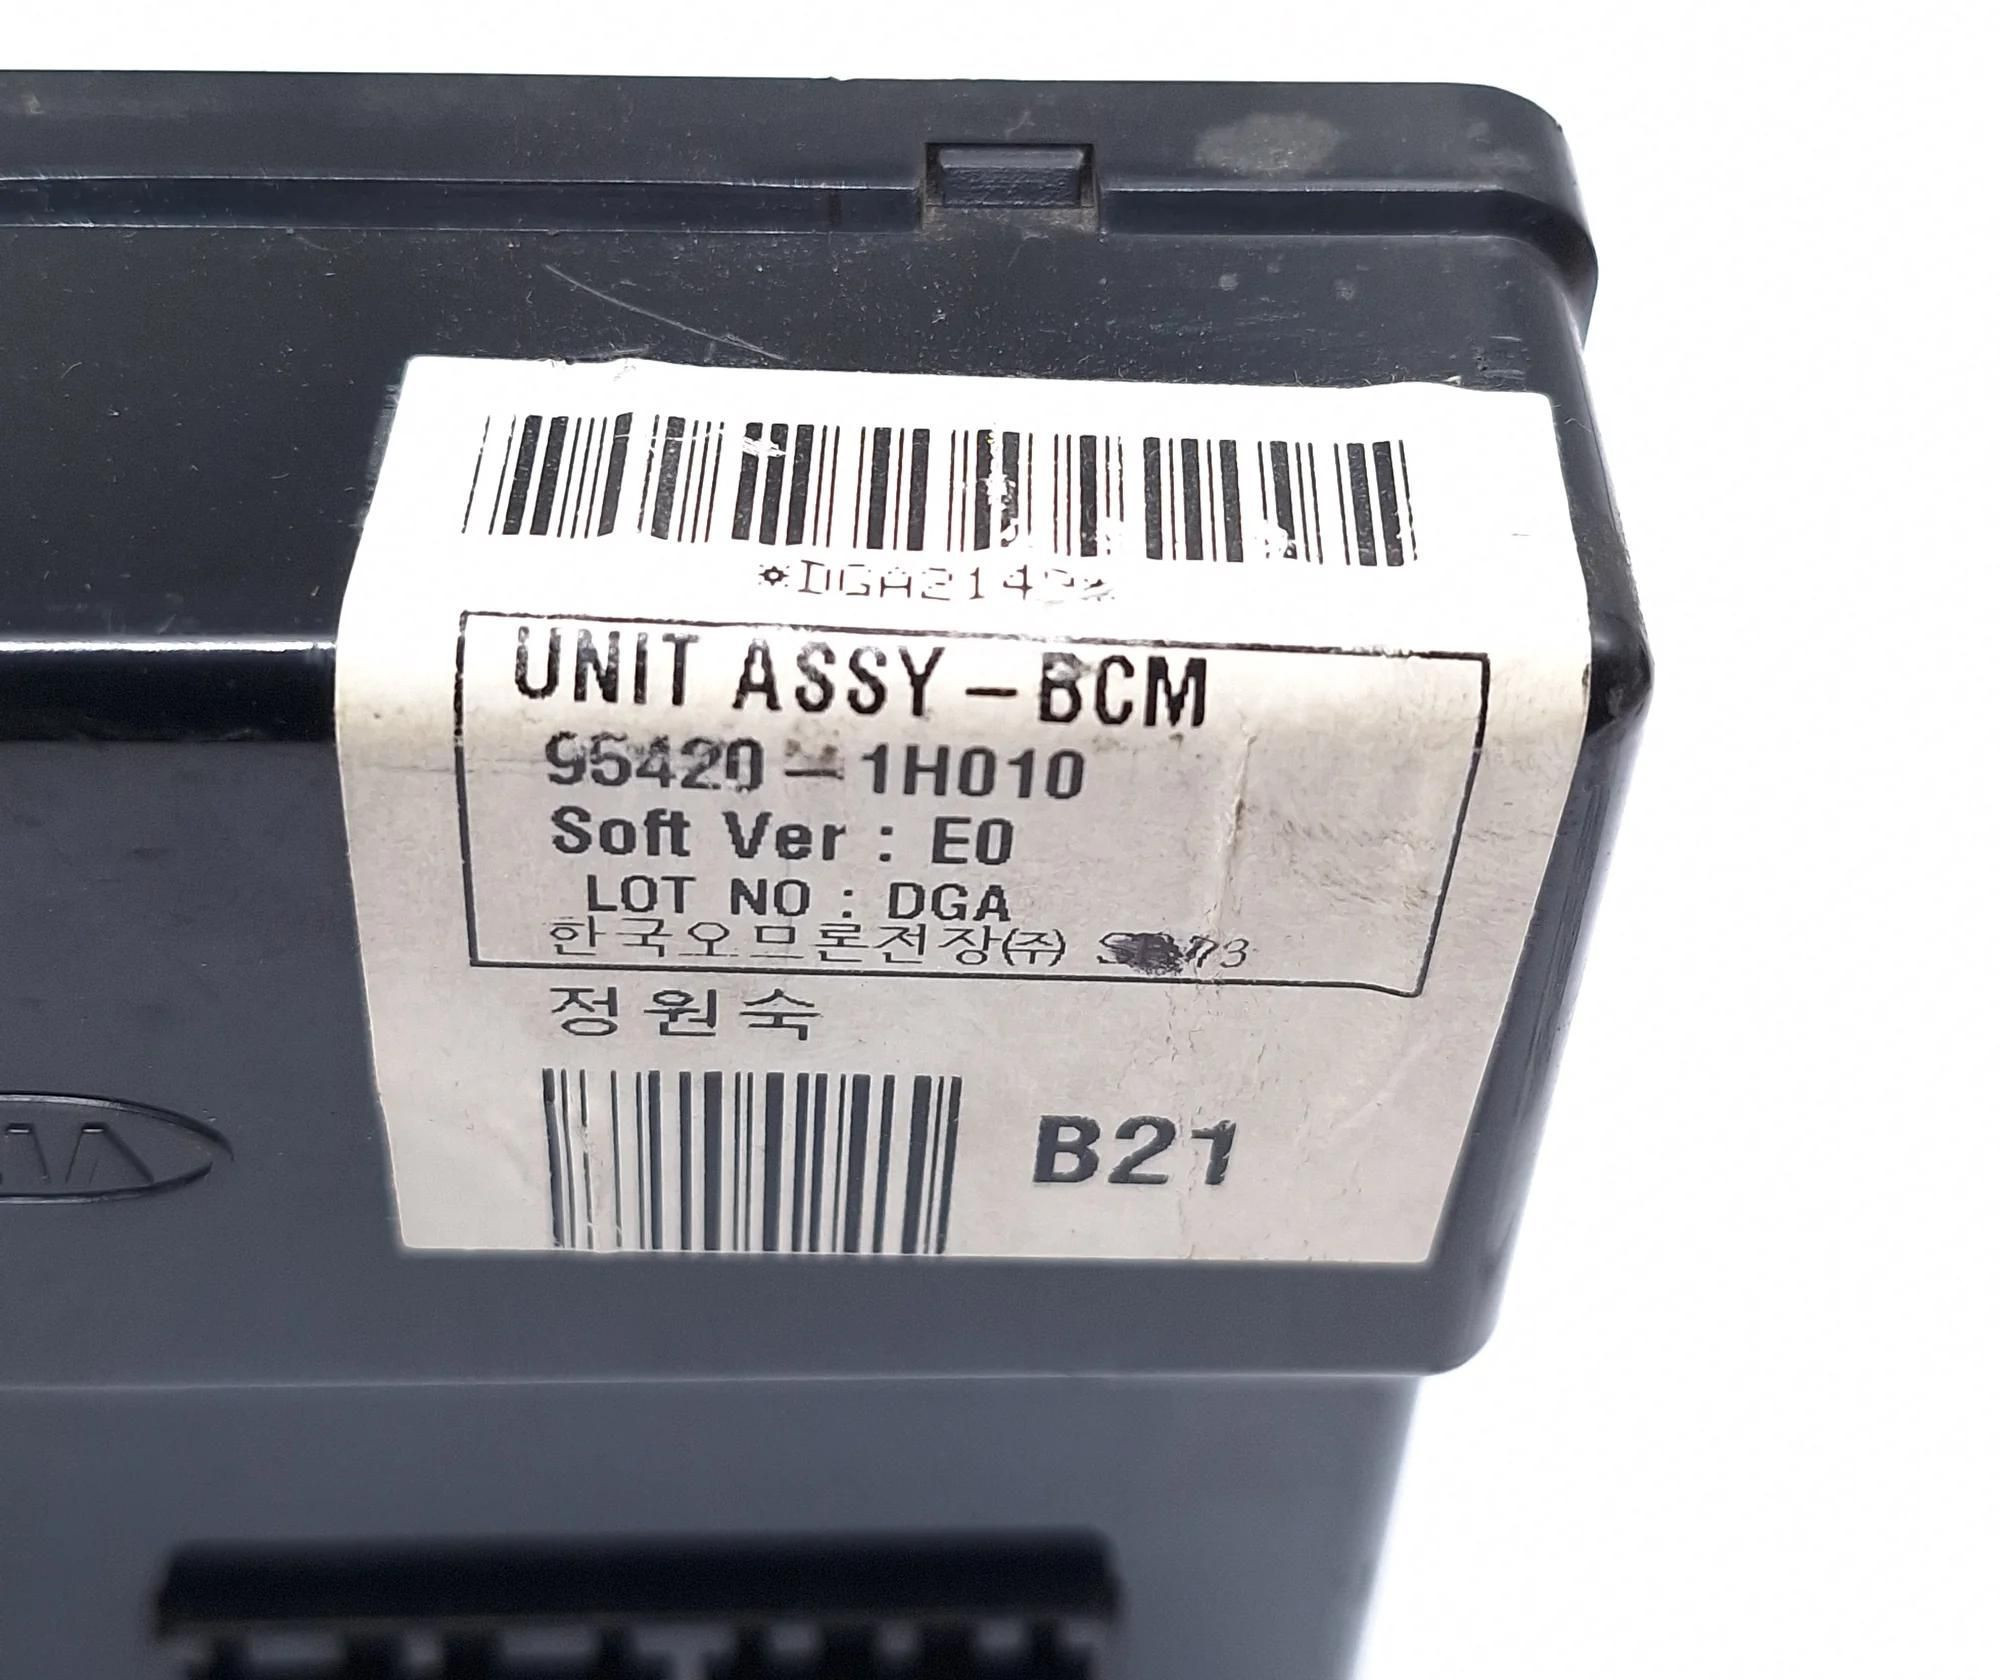 UNIT ASSY-BCM
95420-1H010
Soft Ver : E0
LOT NO : DGA
한국오므론전장㈜
정원숙
B21